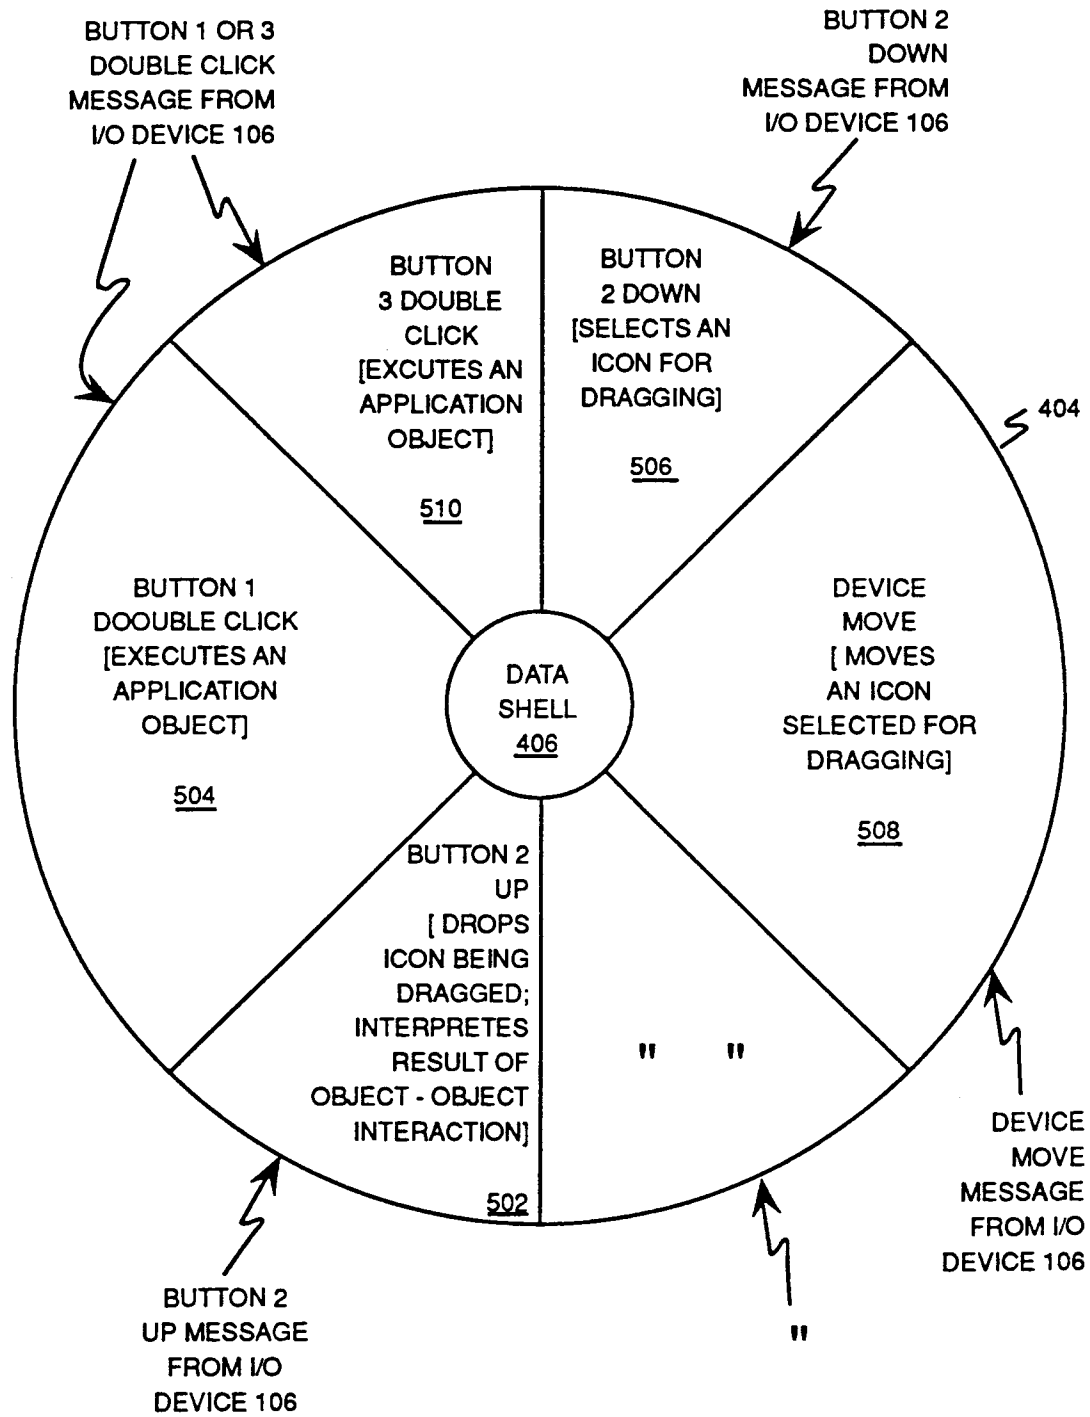 BUTTON 1 OR 3
DOUBLE CLICK
MESSAGE FROM
I/O DEVICE 106
BUTTON 2
DOWN
MESSAGE FROM
I/O DEVICE 106
BUTTON
3 DOUBLE
CLICK
[EXCUTES AN
APPLICATION
OBJECT]
510
BUTTON
2 DOWN
[SELECTS AN
ICON FOR
DRAGGING]
506
404
BUTTON 1
DOOUBLE CLICK
[EXECUTES AN
APPLICATION
OBJECT]
504
DATA
SHELL
406
DEVICE
MOVE
[ MOVES
AN ICON
SELECTED FOR
DRAGGING]
508
BUTTON 2
UP
[ DROPS
ICON BEING
DRAGGED;
INTERPRETES
RESULT OF
OBJECT - OBJECT
INTERACTION]
502
" "
DEVICE
MOVE
MESSAGE
FROM I/O
DEVICE 106
BUTTON 2
UP MESSAGE
FROM I/O
DEVICE 106
"